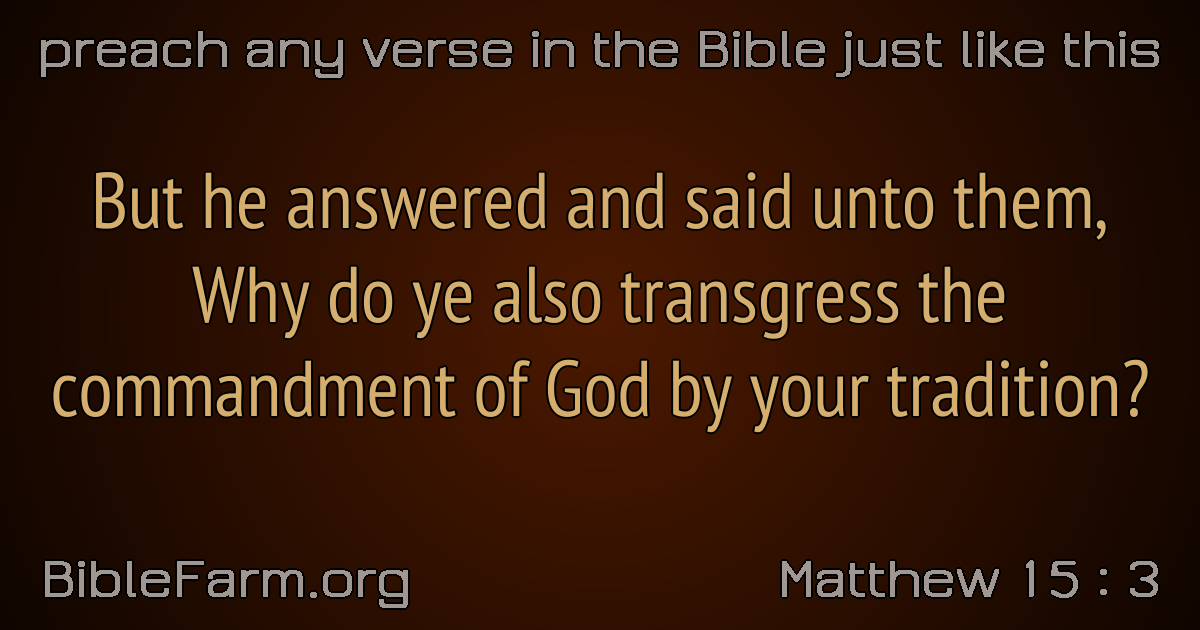 preach any verse in the Bible just like this
But he answered and said unto them,
Why do ye also transgress the
commandment of God by your tradition?
BibleFarm.org
Matthew 15 : 3